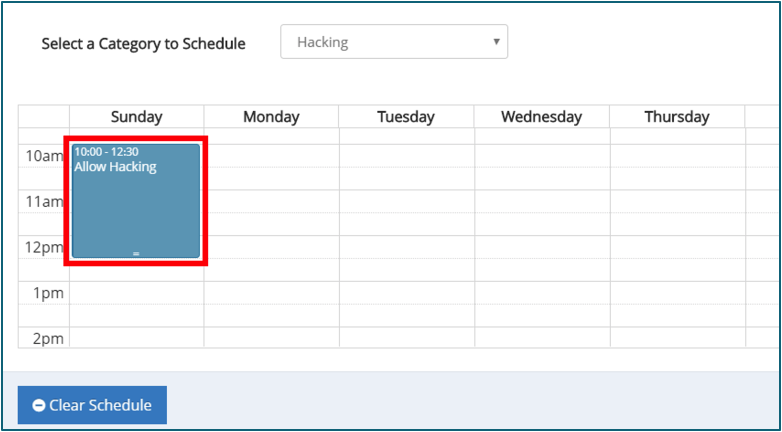 Select a Category to Schedule
Hacking
Sunday Monday Tuesday Wednesday Thursday
10am
10:00 - 12:30
Allow Hacking
11am
12pm
1pm
2pm
Clear Schedule